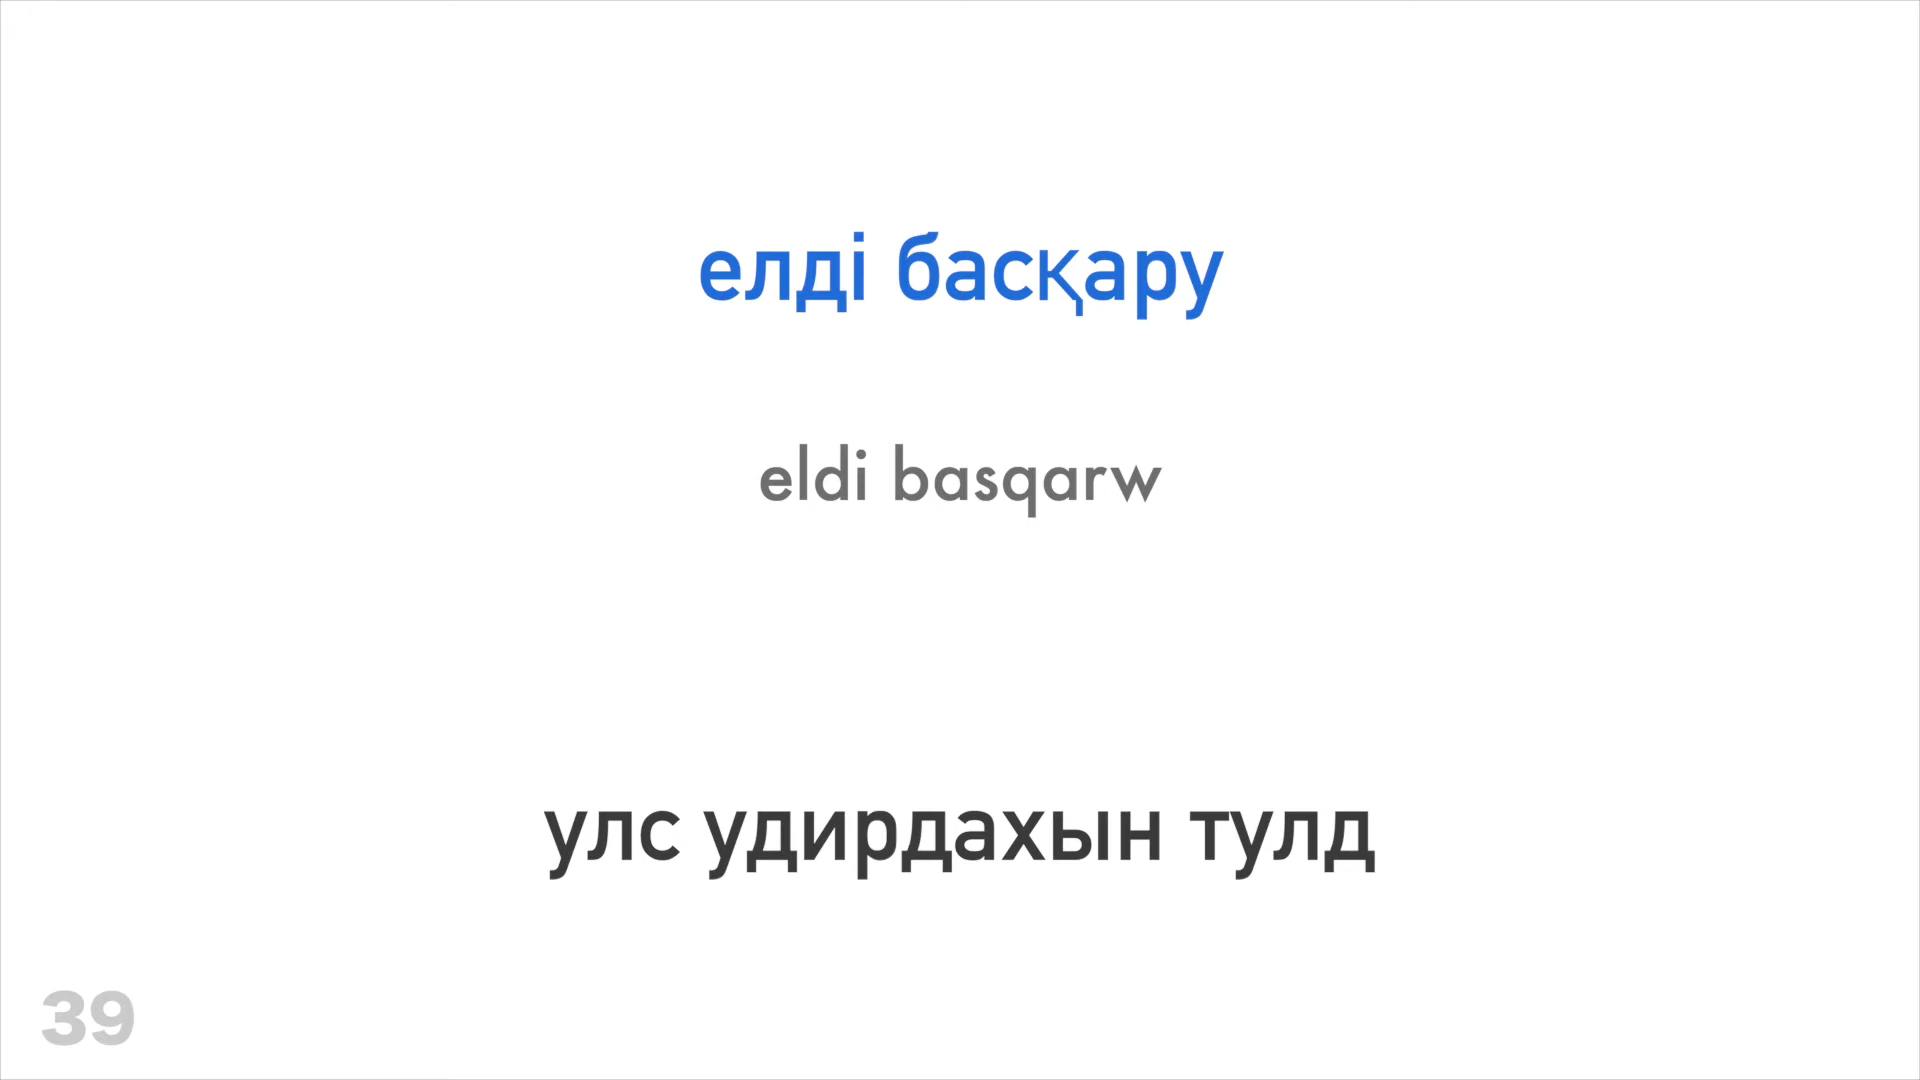 елді басқару
eldi basqarw
улс удирдахын тулд
39